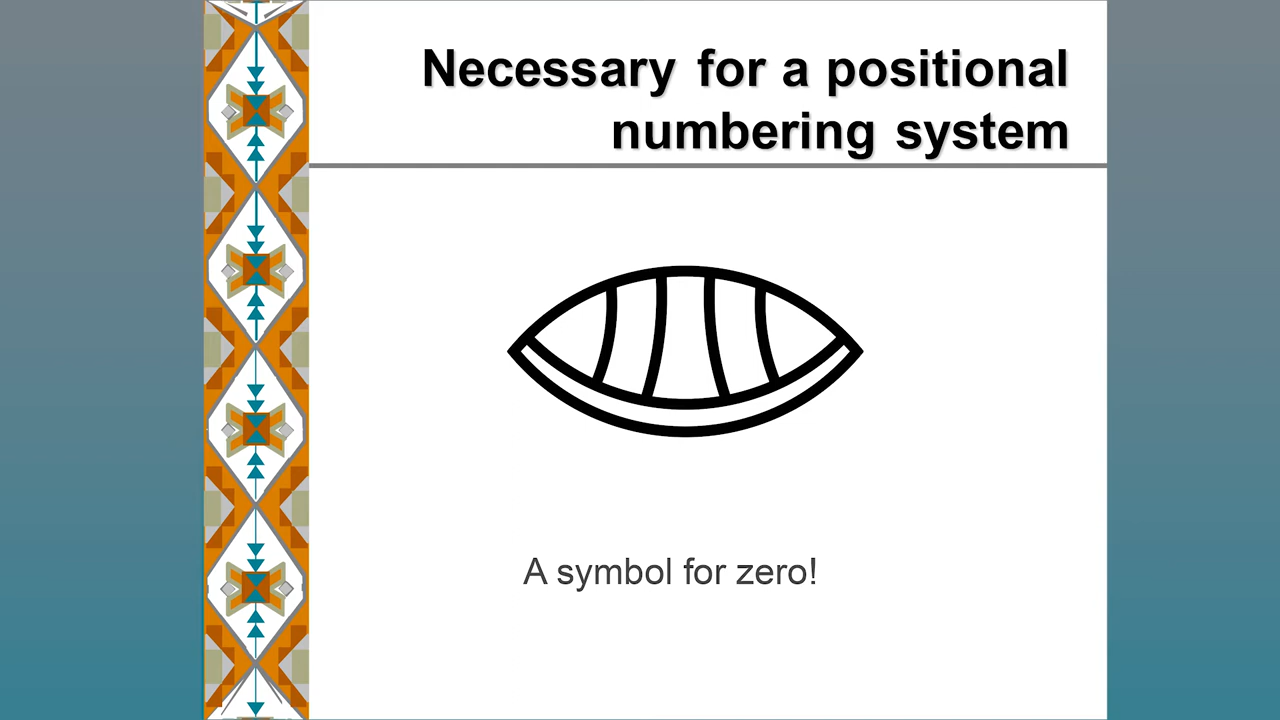 Necessary for a positional
numbering system
A symbol for zero!